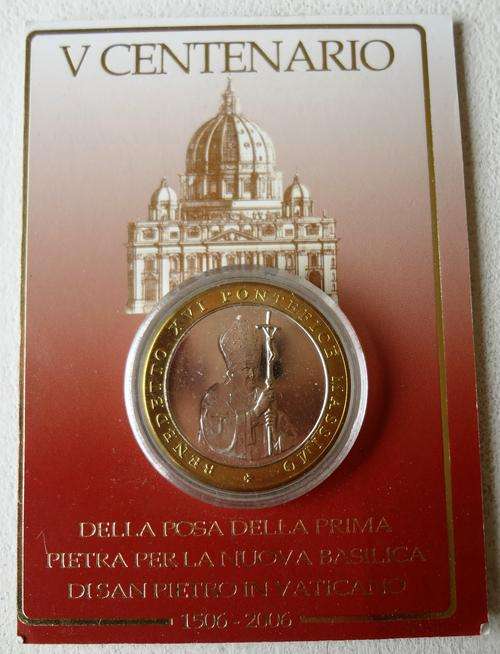 V CENTENARIO
BENEDETTO XVI PONTEFICE MASSIMO
DELLA POSA DELLA PRIMA
PIETRA PER LA NUOVA BASILICA
DI SAN PIETRO IN VATICANO
1506 - 2006